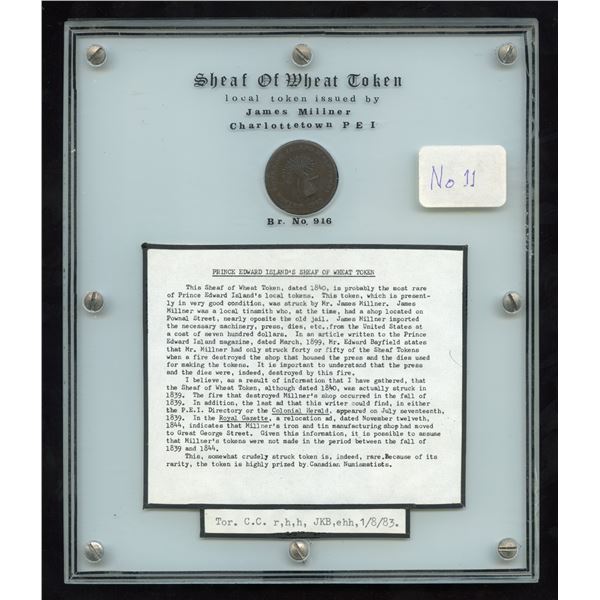 Sheaf Of Wheat Token
local token issued by
James Millner
Charlottetown PEI
No 11
Br. No. 916
PRINCE EDWARD ISLAND'S SHEAF OF WHEAT TOKEN
This Sheaf of Wheat Token, dated 1840, is probably the most rare
of Prince Edward Island's local tokens. This token, which is present-
ly in very good condition, was struck by Mr. James Millner. James
Millner was a local tinsmith who, at the time, had a shop located on
Pownal Street, nearly oposite the old jail. James Millner imported
the necessary machinery, press, dies, etc., from the United States at
a cost of seven hundred dollars. In an article written to the Prince
Edward Island magazine, dated March, 1899, Mr. Edward Bayfield states
that Mr. Millner had only struck forty or fifty of the Sheaf Tokens
when a fire destroyed the shop that housed the press and the dies used
for making the tokens. It is important to understand that the press
and the dies were, indeed, destroyed by this fire.
I believe, as a result of information that I have gathered, that
the Sheaf of Wheat Token, although dated 1840, was actually struck in
1839. The fire that destroyed Millner's shop occurred in the fall of
1839. In addition, the last ad that this writer could find, in either
the P.E.I. Directory or the Colonial Herald, appeared on July seventeenth,
1839. In the Royal Gazette, a relocation ad, dated November twelveth,
1844, indicates that Millner's iron and tin manufacturing shop had moved
to Great George Street. Given this information, it is possible to assume
that Millner's tokens were not made in the period between the fall of
1839 and 1844.
This, somewhat crudely struck token is, indeed, rare. Because of its
rarity, the token is highly prized by Canadian Numismatists.
Tor. C.C. r,h,h, JKB,ehh,1/8/83.